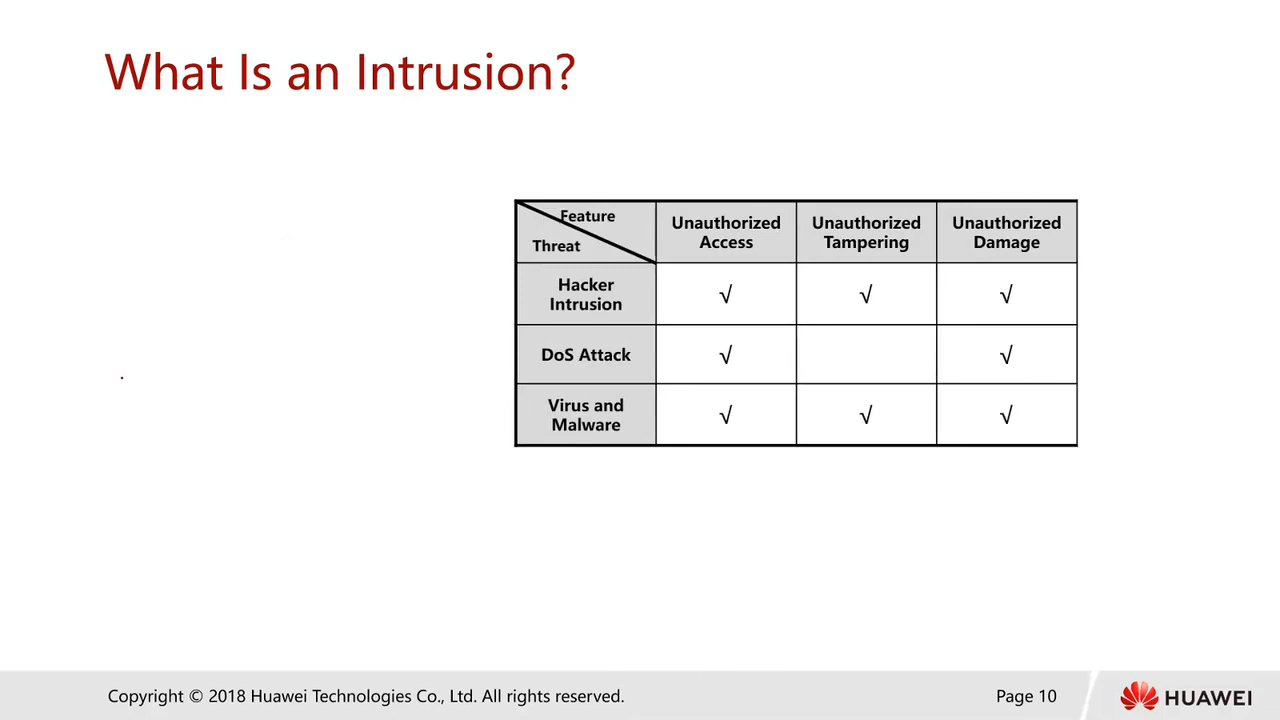 What Is an Intrusion?
Feature
Threat
Unauthorized
Access
Unauthorized
Tampering
Unauthorized
Damage
Hacker
Intrusion
√ √ √
DoS Attack
√ √
Virus and
Malware
√ √ √
Copyright © 2018 Huawei Technologies Co., Ltd. All rights reserved.
Page 10
HUAWEI